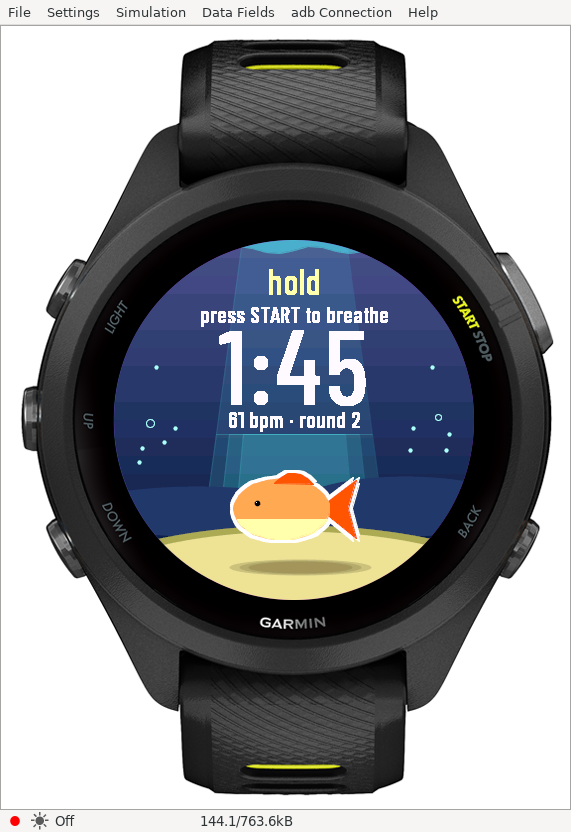 File Settings Simulation Data Fields adb Connection Help
LIGHT
START STOP
hold
press START to breathe
1:45
61 bpm · round 2
UP
DOWN
BACK
GARMIN
Off 144.1/763.6kB